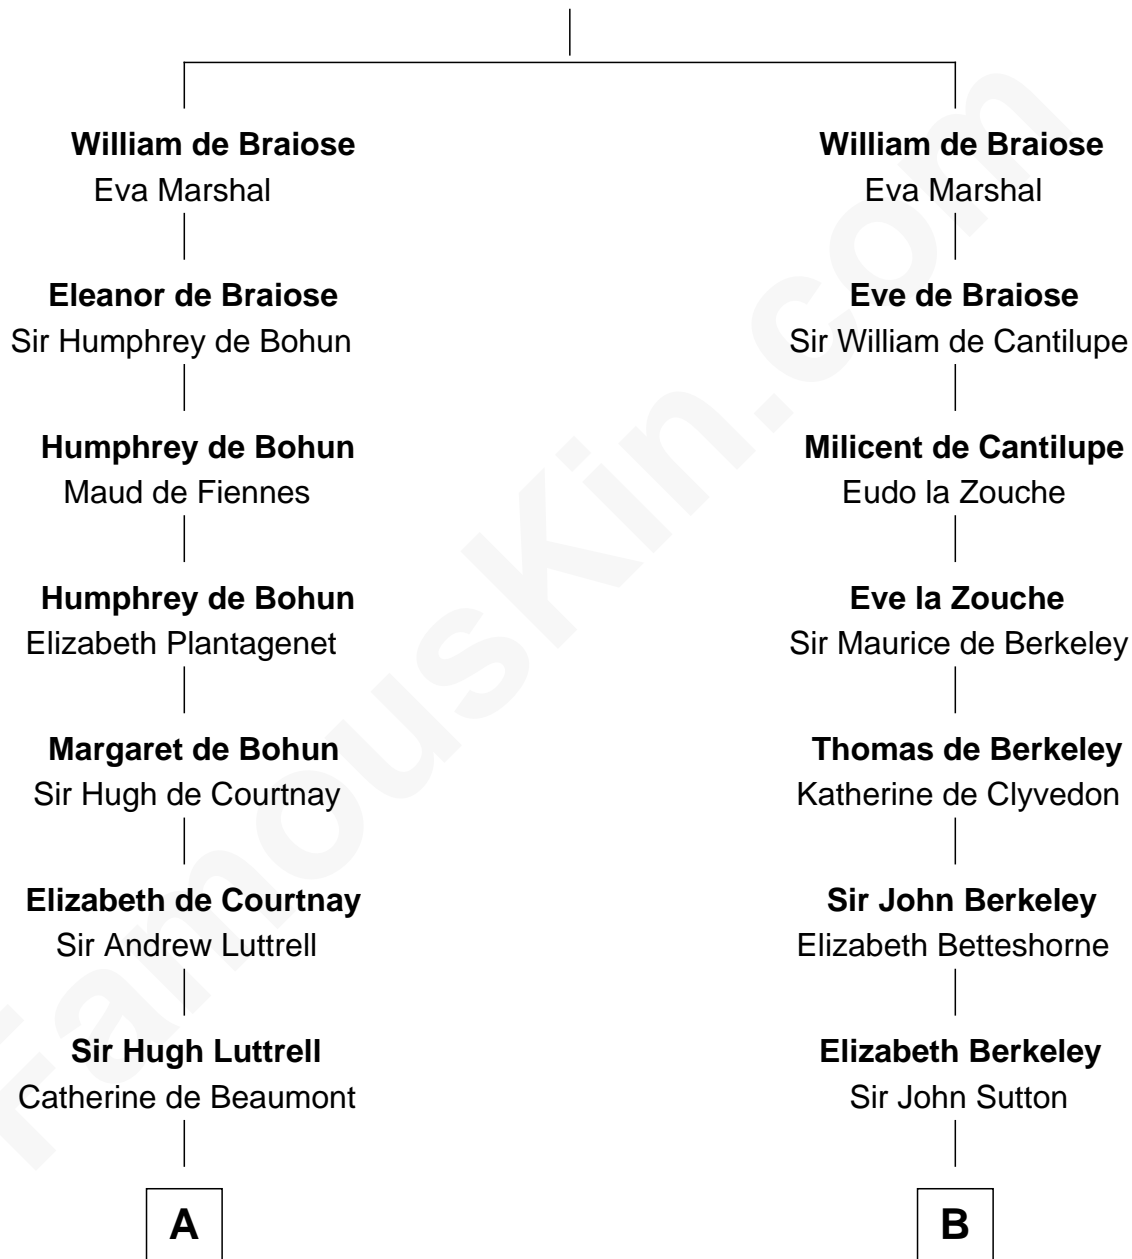 William de Braiose
Eva Marshal
Eleanor de Braiose
Sir Humphrey de Bohun
Humphrey de Bohun
Maud de Fiennes
Humphrey de Bohun
Elizabeth Plantagenet
Margaret de Bohun
Sir Hugh de Courtnay
Elizabeth de Courtnay
Sir Andrew Luttrell
Sir Hugh Luttrell
Catherine de Beaumont
A
William de Braiose
Eva Marshal
Eve de Braiose
Sir William de Cantilupe
Milicent de Cantilupe
Eudo la Zouche
Eve la Zouche
Sir Maurice de Berkeley
Thomas de Berkeley
Katherine de Clyvedon
Sir John Berkeley
Elizabeth Betteshorne
Elizabeth Berkeley
Sir John Sutton
B
FamousKin.com